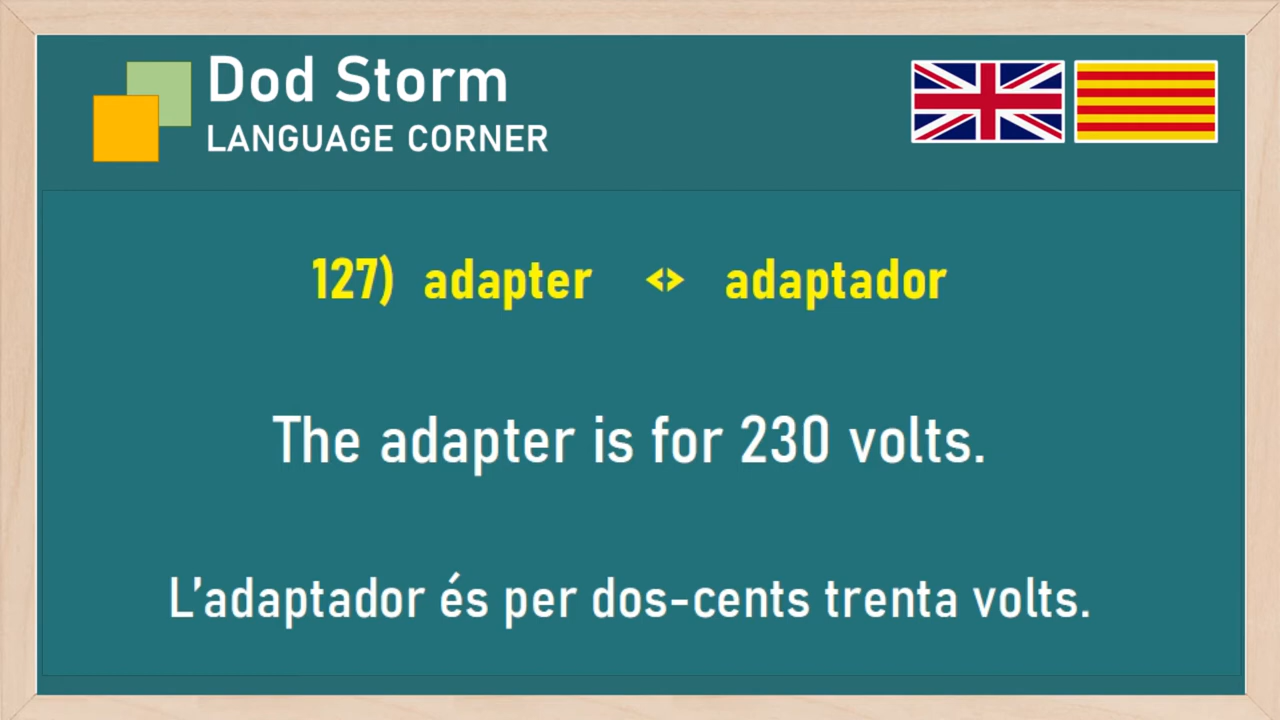 Dod Storm
LANGUAGE CORNER
127) adapter <> adaptador
The adapter is for 230 volts.
L’adaptador és per dos-cents trenta volts.